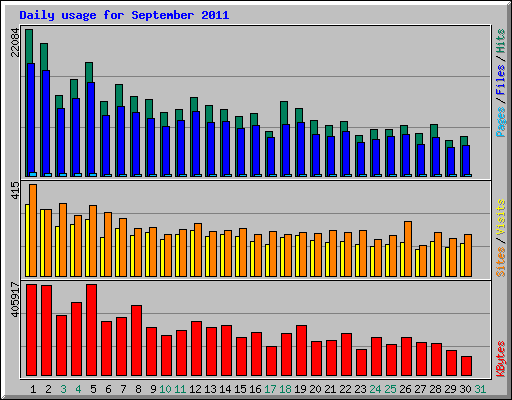 Daily usage for September 2011
22084
Pages / Files / Hits
415
Sites / Visits
405917
KBytes
1 2 3 4 5 6 7 8 9 10 11 12 13 14 15 16 17 18 19 20 21 22 23 24 25 26 27 28 29 30 31